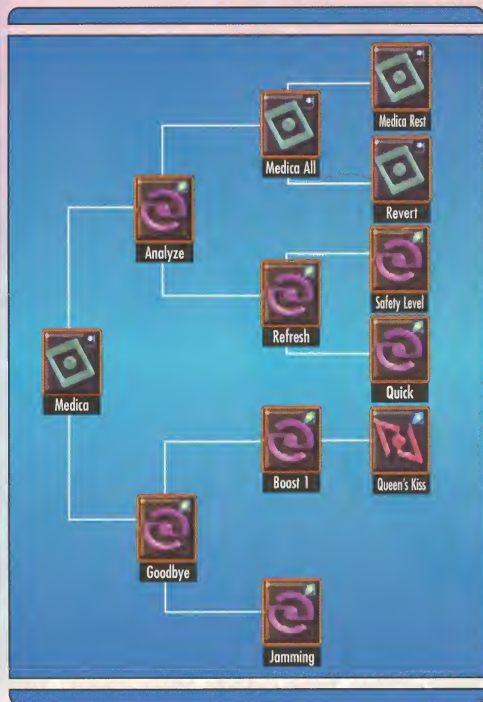 Medica Rest
Medica All
Revert
Analyze
Safety Level
Refresh
Quick
Medica
Boost 1
Queen's Kiss
Goodbye
Jamming